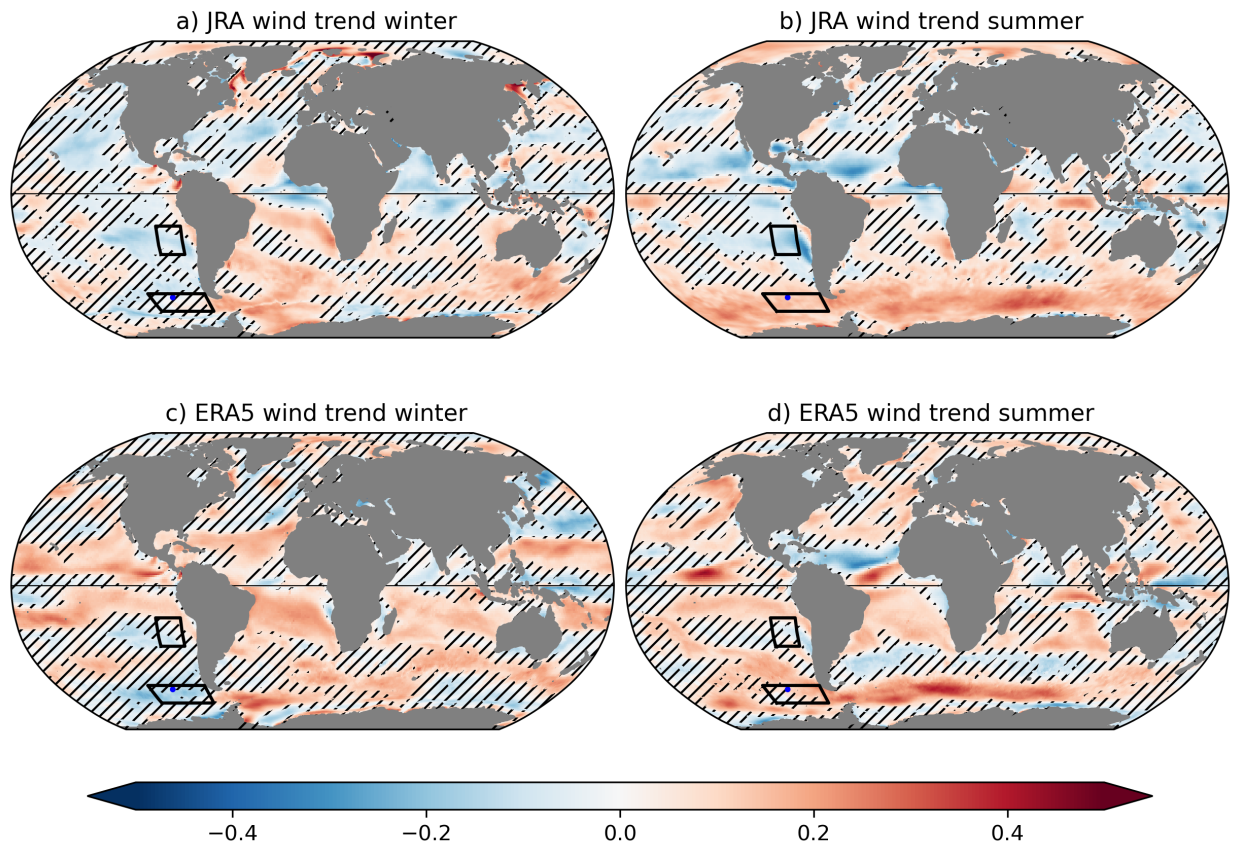 a) JRA wind trend winter
b) JRA wind trend summer
c) ERA5 wind trend winter
d) ERA5 wind trend summer
−0.4 −0.2 0.0 0.2 0.4